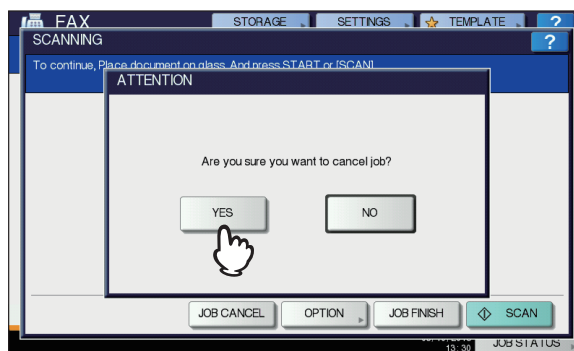 FAX STORAGE SETTINGS TEMPLATE ?
SCANNING ?
To continue, Place document on glass. And press START or [SCAN]
ATTENTION
Are you sure you want to cancel job?
YES NO
JOB CANCEL OPTION JOB FINISH SCAN
JOB STATUS
13:30